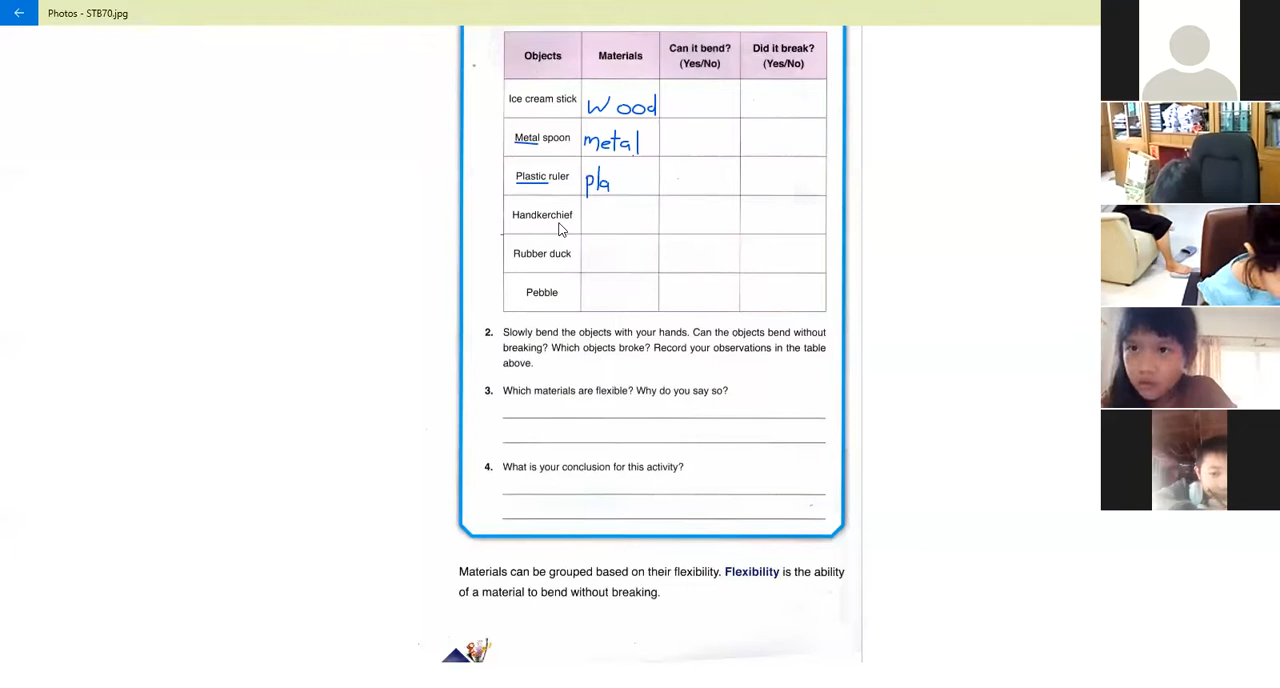 Photos - STB70.jpg
Objects Materials Can it bend? (Yes/No) Did it break? (Yes/No)
Ice cream stick wood
Metal spoon metal
Plastic ruler pla
Handkerchief
Rubber duck
Pebble
2. Slowly bend the objects with your hands. Can the objects bend without
breaking? Which objects broke? Record your observations in the table
above.
3. Which materials are flexible? Why do you say so?
4. What is your conclusion for this activity?
Materials can be grouped based on their flexibility. Flexibility is the ability
of a material to bend without breaking.